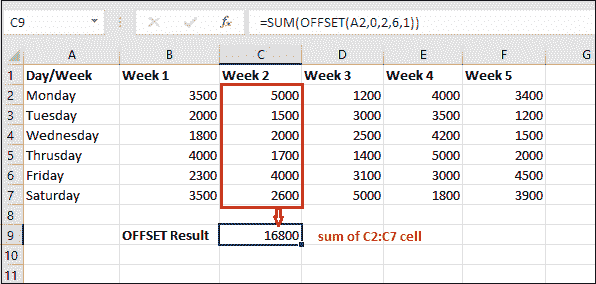 C9 fx =SUM(OFFSET(A2,0,2,6,1))
A B C D E F G
1 Day/Week Week 1 Week 2 Week 3 Week 4 Week 5
2 Monday 3500 5000 1200 4000 3400
3 Tuesday 2000 1500 3000 3500 1200
4 Wednesday 1800 2000 2500 4200 1500
5 Thrusday 4000 1700 1400 5000 2000
6 Friday 2300 4000 3100 3000 4500
7 Saturday 3500 2600 5000 1800 3900
8
9 OFFSET Result 16800 sum of C2:C7 cell
10
11